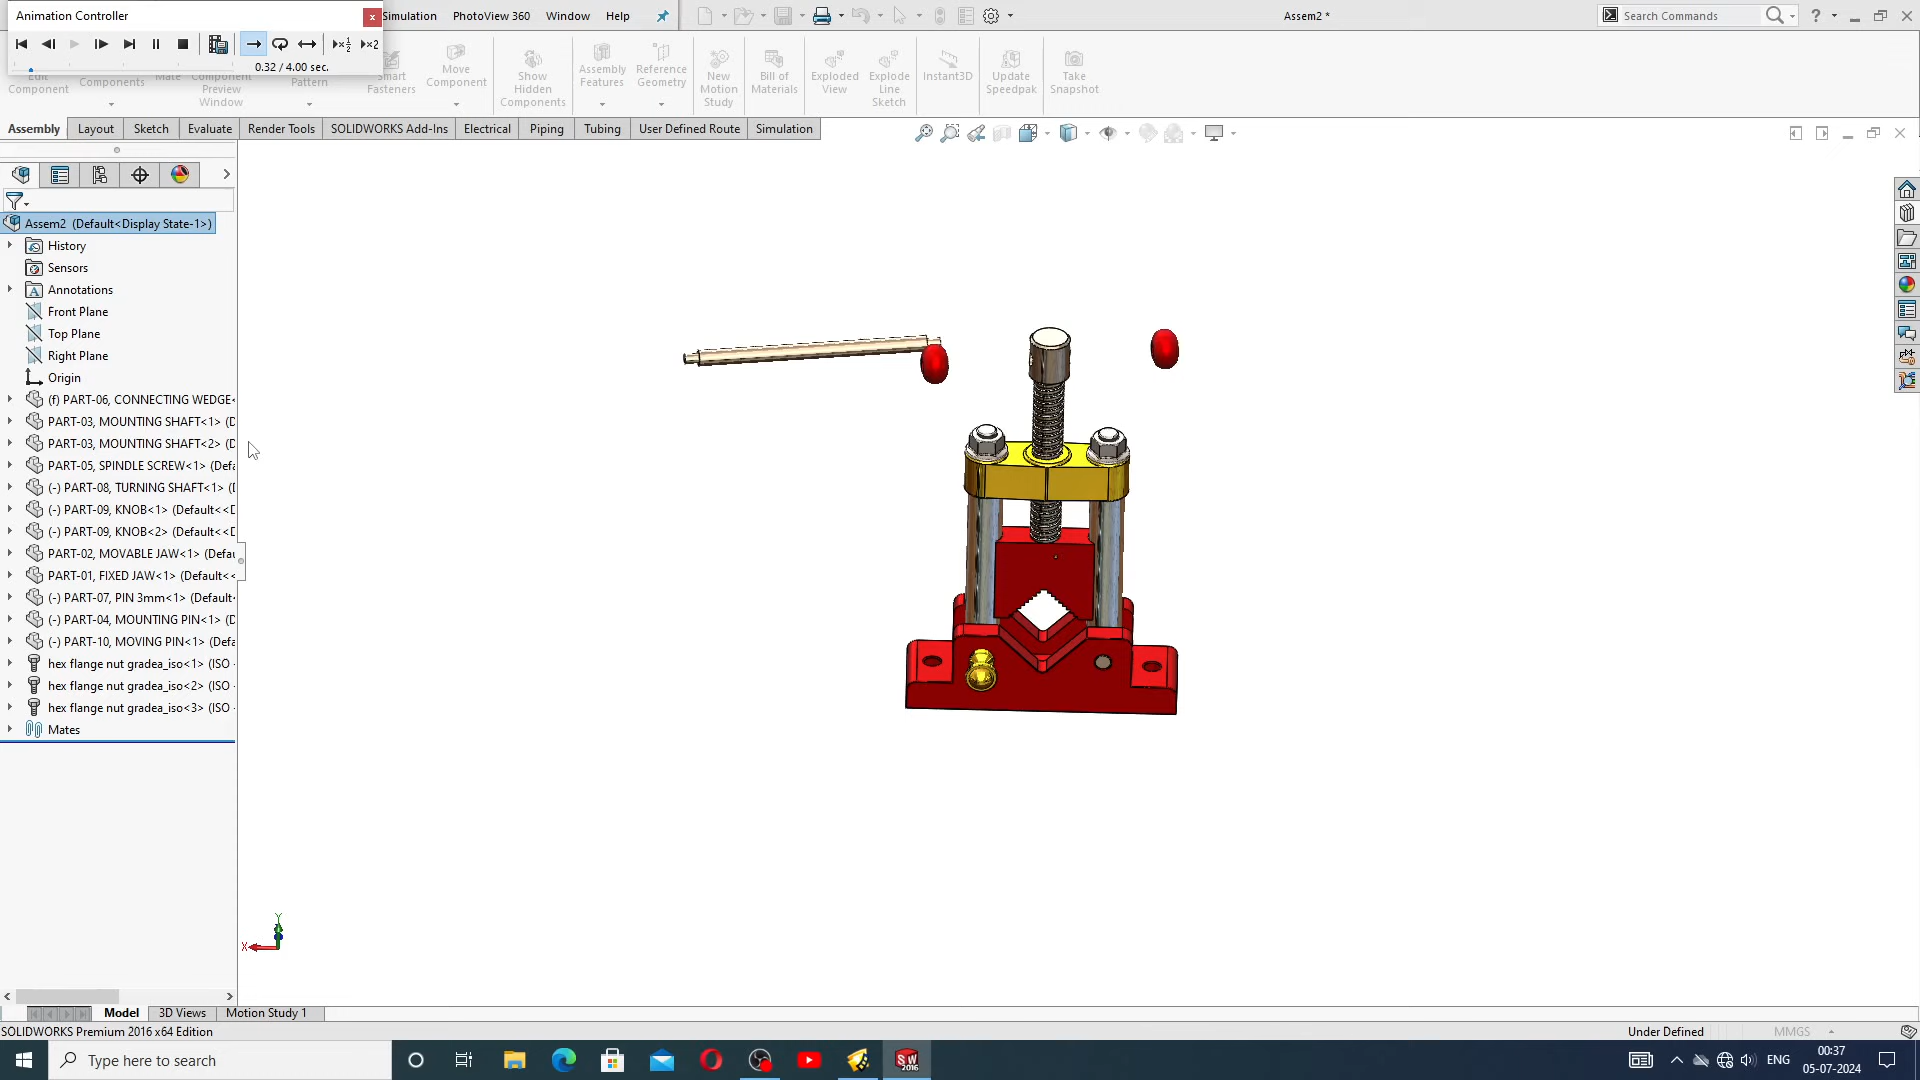 Animation Controller
x
Simulation PhotoView 360 Window Help
Assem2 *
Search Commands
0.32 / 4.00 sec.
Edit Component
Components
Mate
Component Preview Window
Pattern
Smart Fasteners
Move Component
Show Hidden Components
Assembly Features
Reference Geometry
New Motion Study
Bill of Materials
Exploded View
Explode Line Sketch
Instant3D
Update Speedpak
Take Snapshot
Assembly Layout Sketch Evaluate Render Tools SOLIDWORKS Add-Ins Electrical Piping Tubing User Defined Route Simulation
Assem2 (Default<Display State-1>)
History
Sensors
Annotations
Front Plane
Top Plane
Right Plane
Origin
(f) PART-06, CONNECTING WEDGE<
PART-03, MOUNTING SHAFT<1> (D
PART-03, MOUNTING SHAFT<2> (D
PART-05, SPINDLE SCREW<1> (Defa
(-) PART-08, TURNING SHAFT<1> (D
(-) PART-09, KNOB<1> (Default<<D
(-) PART-09, KNOB<2> (Default<<D
PART-02, MOVABLE JAW<1> (Defau
PART-01, FIXED JAW<1> (Default<<
(-) PART-07, PIN 3mm<1> (Default<
(-) PART-04, MOUNTING PIN<1> (D
(-) PART-10, MOVING PIN<1> (Defa
hex flange nut gradea_iso<1> (ISO -
hex flange nut gradea_iso<2> (ISO -
hex flange nut gradea_iso<3> (ISO -
Mates
Y
X
Model 3D Views Motion Study 1
SOLIDWORKS Premium 2016 x64 Edition
Under Defined
MMGS
Type here to search
SW 2016
ENG
00:37
05-07-2024